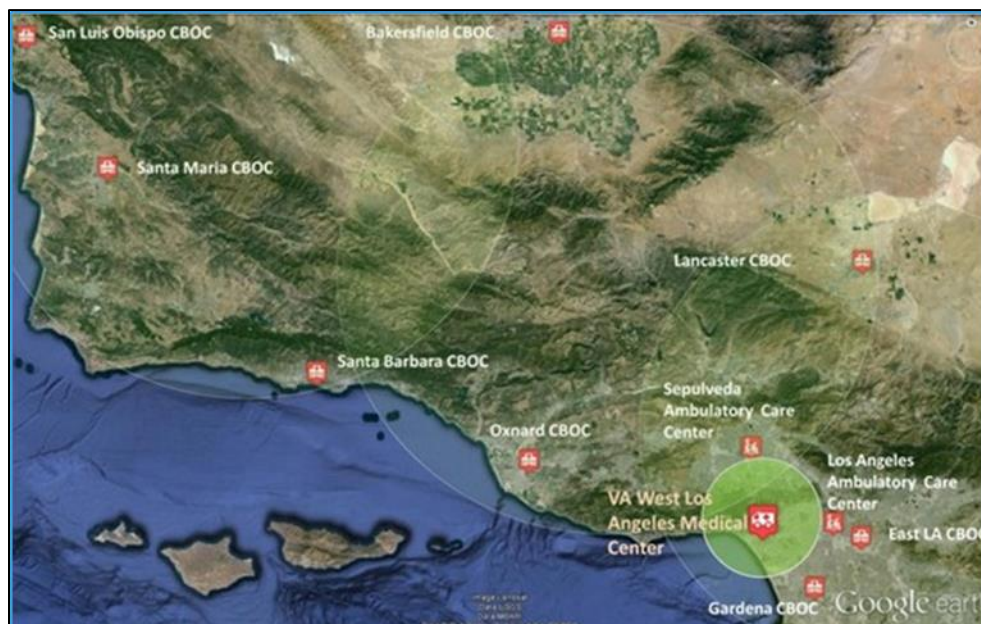 San Luis Obispo CBOC
Bakersfield CBOC
Santa Maria CBOC
Lancaster CBOC
Santa Barbara CBOC
Sepulveda
Ambulatory Care
Center
Oxnard CBOC
Los Angeles
Ambulatory Care
Center
VA West Los
Angeles Medical
Center
East LA CBOC
Gardena CBOC
Google earth